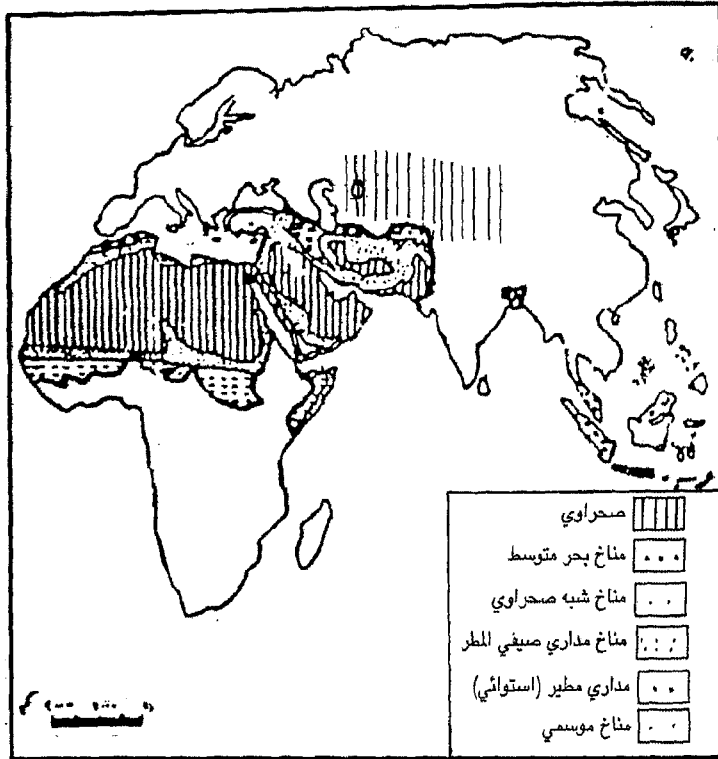 صحراوي
مناخ بحر متوسط
مناخ شبه صحراوي
مناخ مداري صيفي المطر
مداري مطير (استوائي)
مناخ موسمي